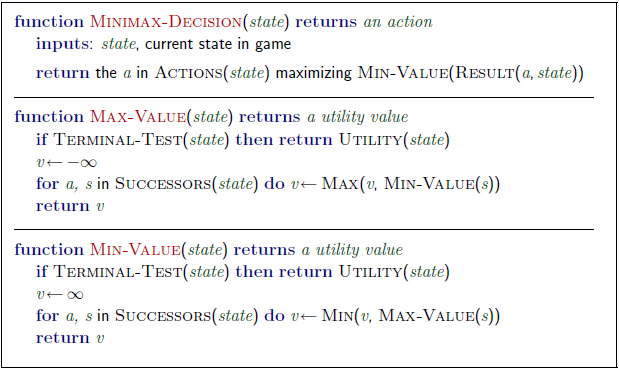 function MINIMAX-DECISION(state) returns an action
inputs: state, current state in game
return the a in ACTIONS(state) maximizing MIN-VALUE(RESULT(a, state))
function MAX-VALUE(state) returns a utility value
if TERMINAL-TEST(state) then return UTILITY(state)
v ← −∞
for a, s in SUCCESSORS(state) do v ← MAX(v, MIN-VALUE(s))
return v
function MIN-VALUE(state) returns a utility value
if TERMINAL-TEST(state) then return UTILITY(state)
v ← ∞
for a, s in SUCCESSORS(state) do v ← MIN(v, MAX-VALUE(s))
return v